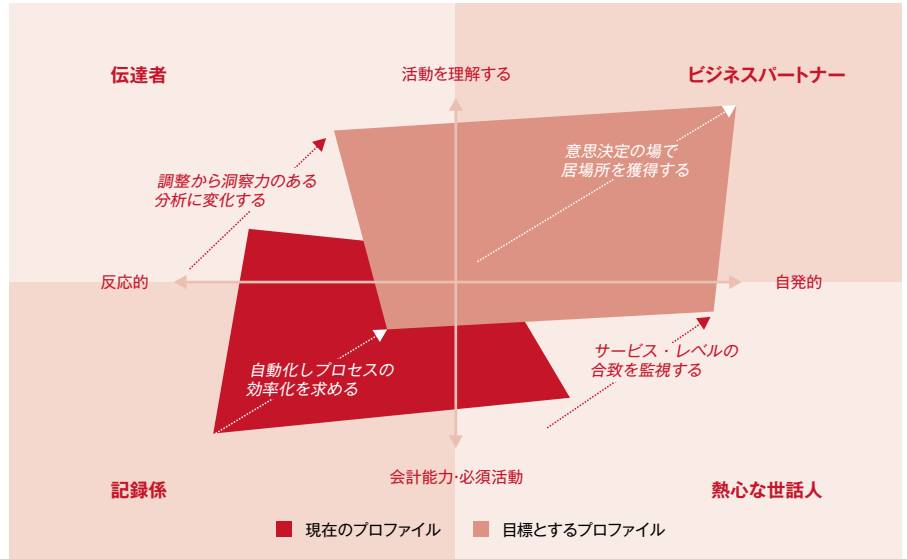 伝達者
活動を理解する
ビジネスパートナー
意思決定の場で
居場所を獲得する
調整から洞察力のある
分析に変化する
反応的
自発的
サービス・レベルの
合致を監視する
自動化しプロセスの
効率化を求める
会計能力·必須活動
記録係
熱心な世話人
現在のプロファイル
目標とするプロファイル